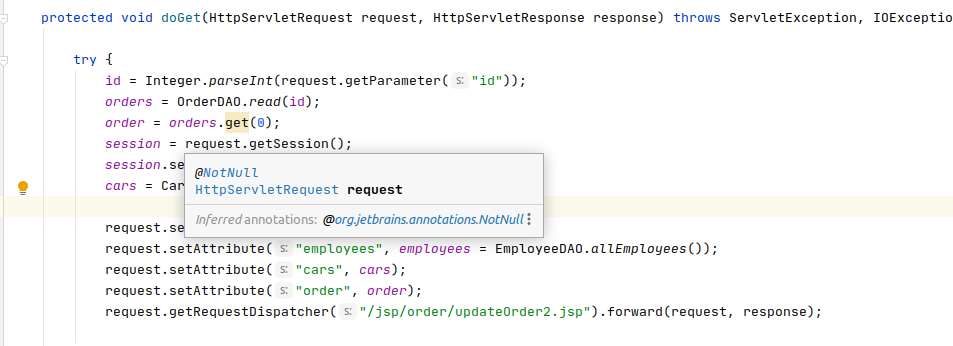 protected void doGet(HttpServletRequest request, HttpServletResponse response) throws ServletException, IOExceptio
try {
id = Integer.parseInt(request.getParameter( s: "id"));
orders = OrderDAO.read(id);
order = orders.get(0);
session = request.getSession();
session.se
cars = Car
@NotNull
HttpServletRequest request
Inferred annotations: @org.jetbrains.annotations.NotNull
request.se
request.setAttribute( s: "employees", employees = EmployeeDAO.allEmployees());
request.setAttribute( s: "cars", cars);
request.setAttribute( s: "order", order);
request.getRequestDispatcher( s: "/jsp/order/updateOrder2.jsp").forward(request, response);